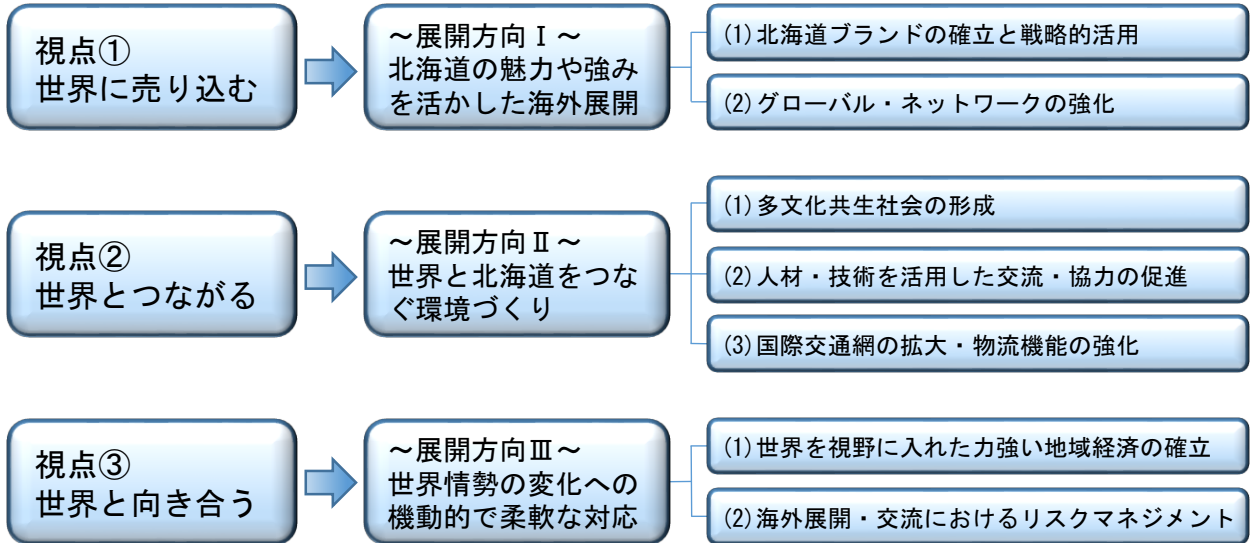 視点①
世界に売り込む
～展開方向Ⅰ～
北海道の魅力や強み
を活かした海外展開
(1)北海道ブランドの確立と戦略的活用
(2)グローバル・ネットワークの強化
視点②
世界とつながる
～展開方向Ⅱ～
世界と北海道をつな
ぐ環境づくり
(1)多文化共生社会の形成
(2)人材・技術を活用した交流・協力の促進
(3)国際交通網の拡大・物流機能の強化
視点③
世界と向き合う
～展開方向Ⅲ～
世界情勢の変化への
機動的で柔軟な対応
(1)世界を視野に入れた力強い地域経済の確立
(2)海外展開・交流におけるリスクマネジメント